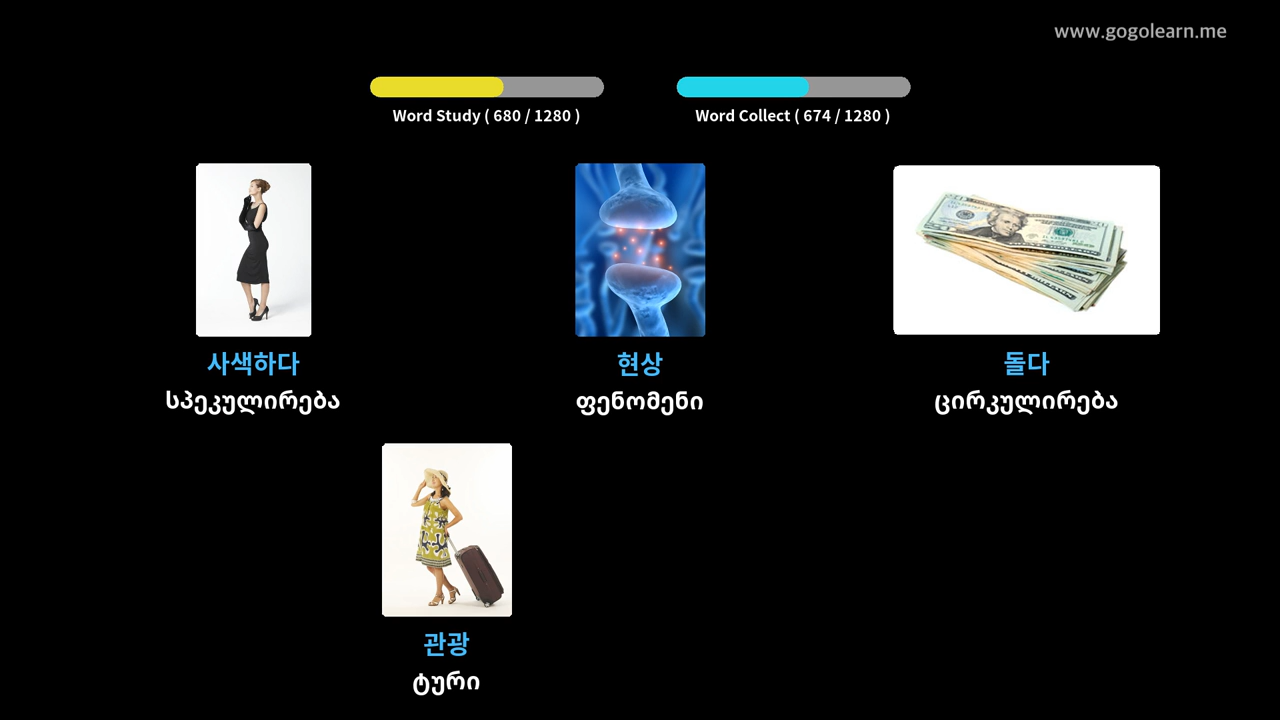 www.gogolearn.me
Word Study ( 680 / 1280 )
Word Collect ( 674 / 1280 )
사색하다
სპეკულირება
현상
ფენომენი
돌다
ცირკულირება
관광
ტური